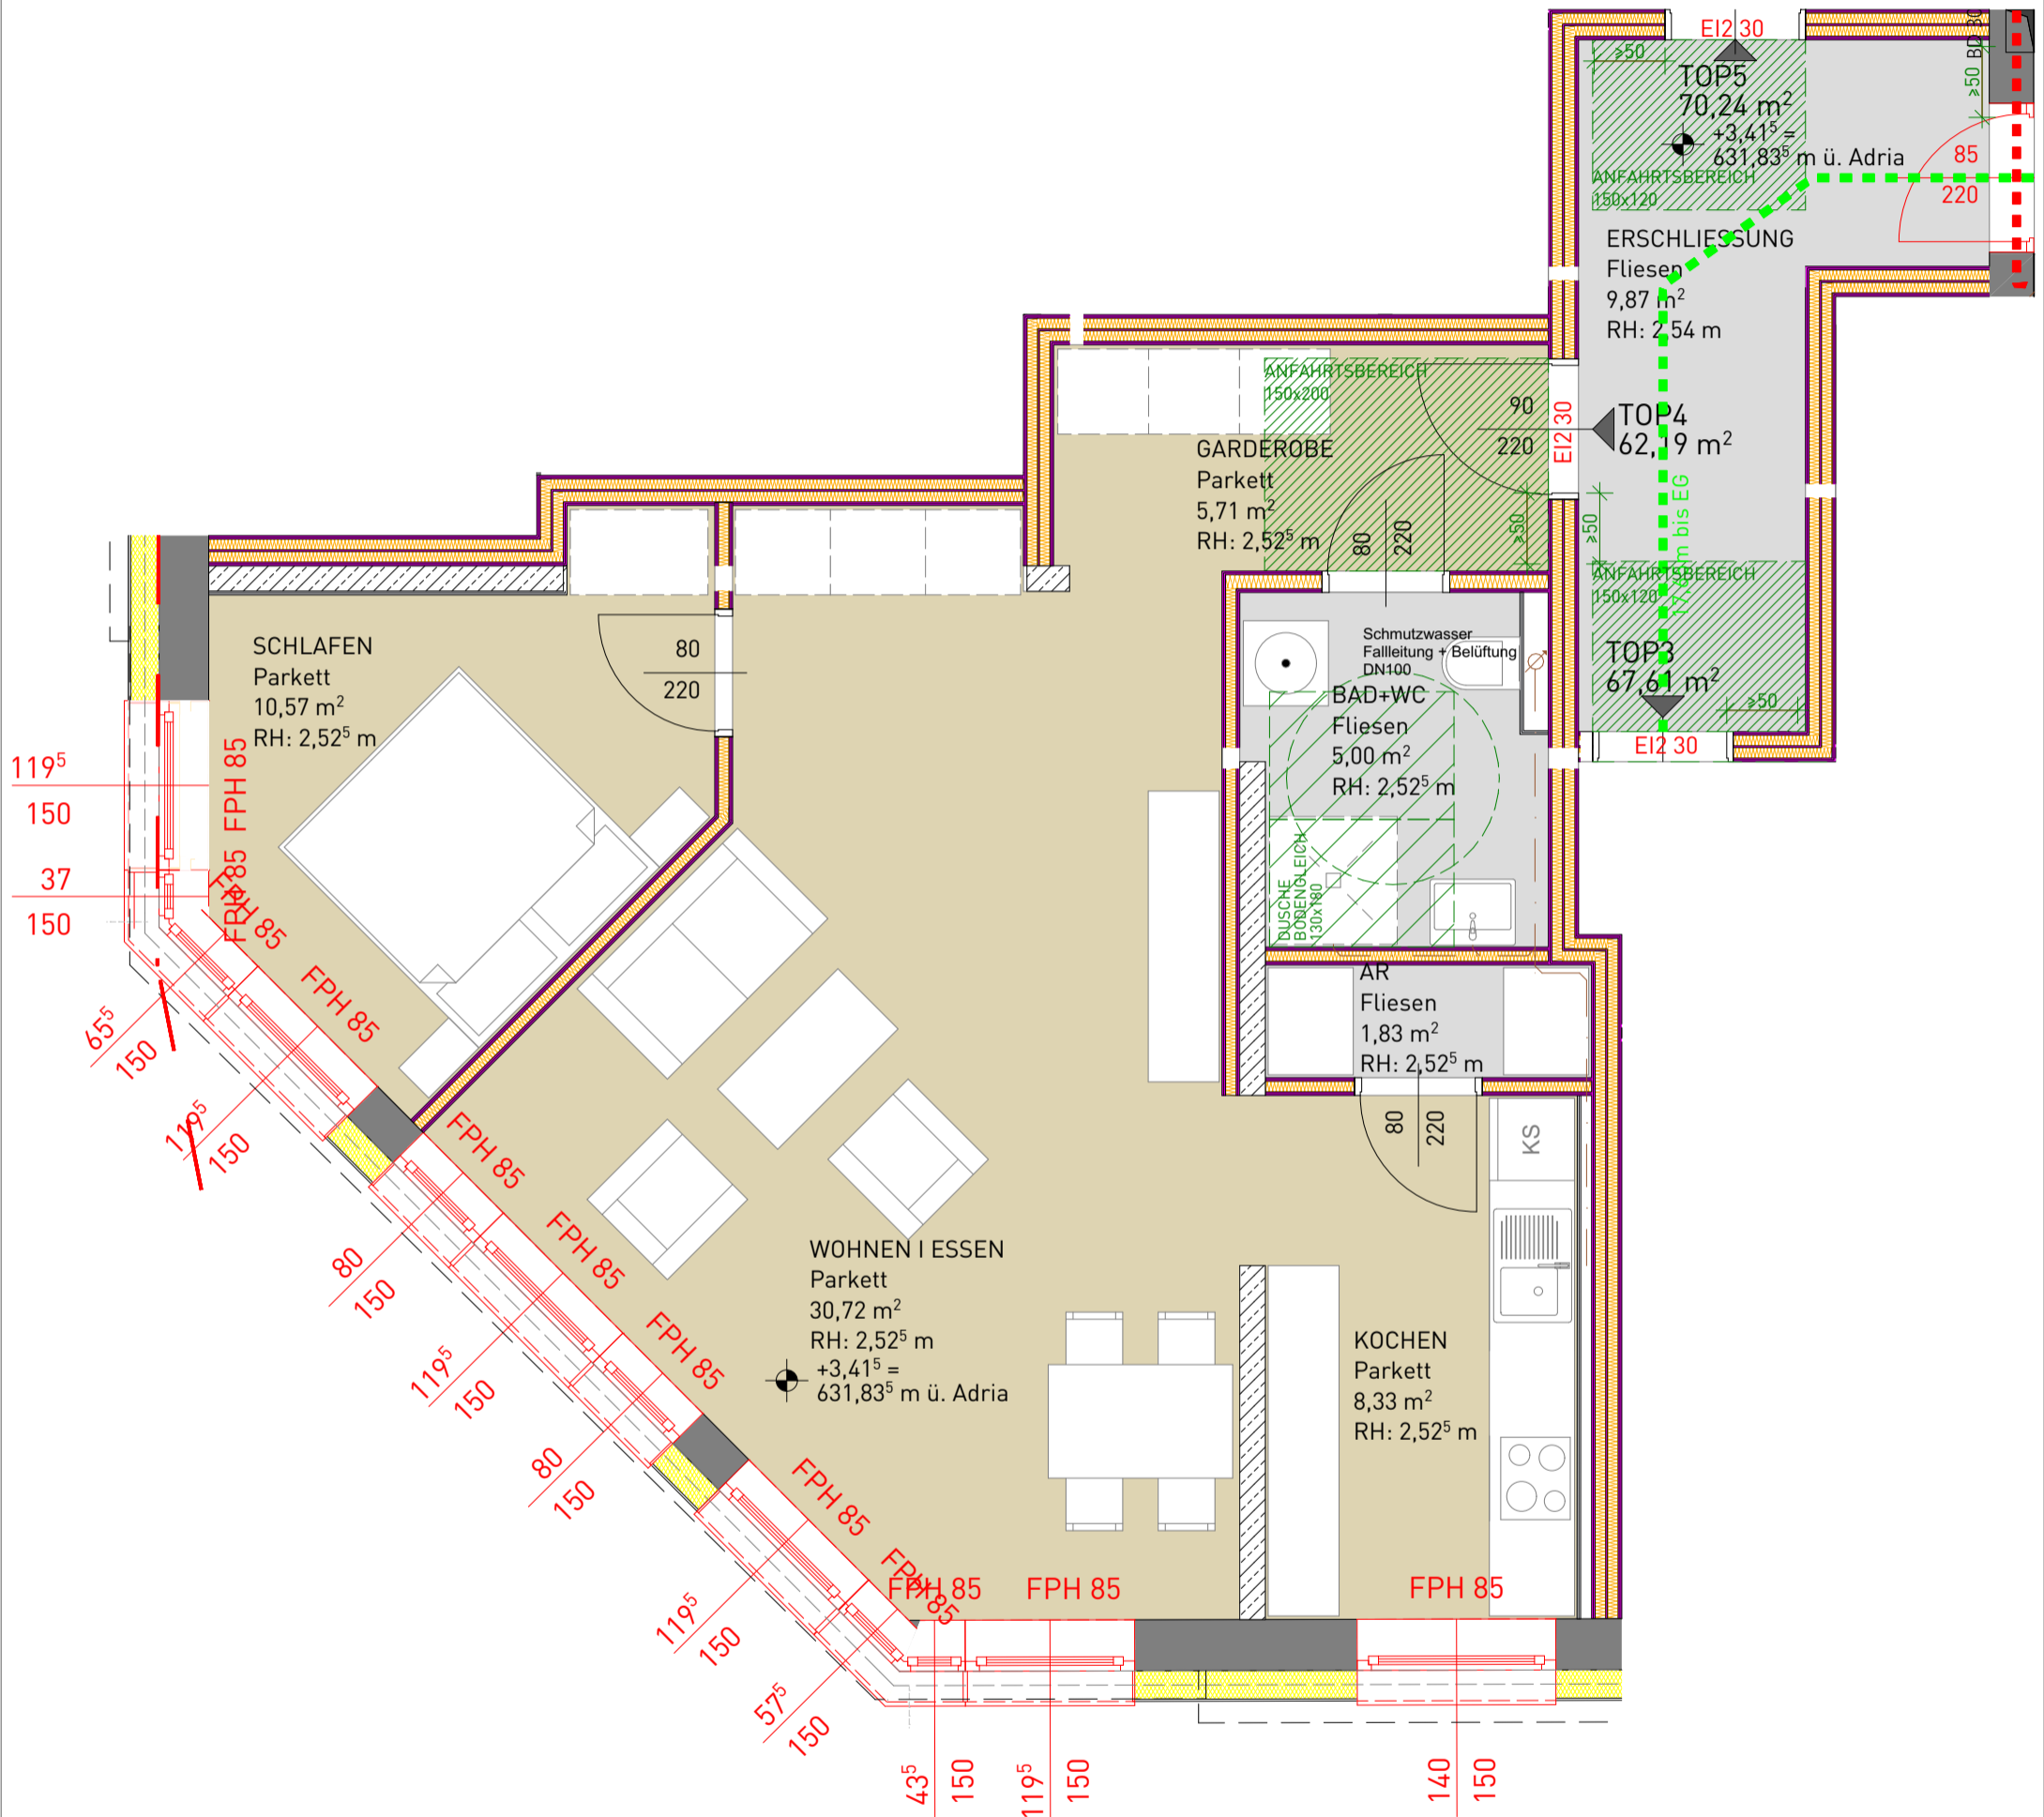 EI2 30
≥50
TOP5
70,24 m²
+3,41⁵ =
631,83⁵ m ü. Adria
ANFAHRTSBEREICH
150x120
≥50
BD 30
85
220
ERSCHLIESSUNG
Fliesen
9,87 m²
RH: 2,54 m
ANFAHRTSBEREICH
150x200
90
220
EI2 30
TOP4
62,19 m²
GARDEROBE
Parkett
5,71 m²
RH: 2,52⁵ m
80
220
≥50
≥50
m bis EG
ANFAHRTSBEREICH
150x120
TOP3
67,61 m²
≥50
EI2 30
SCHLAFEN
Parkett
10,57 m²
RH: 2,52⁵ m
80
220
Schmutzwasser
Fallleitung + Belüftung
DN100
BAD+WC
Fliesen
5,00 m²
RH: 2,52⁵ m
DUSCHE
BODENGLEICH
130x180
AR
Fliesen
1,83 m²
RH: 2,52⁵ m
80
220
KS
119⁵
150
FPH 85
37
150
FPH 85
FPH 85
65⁵
150
FPH 85
119⁵
150
FPH 85
80
150
FPH 85
119⁵
150
FPH 85
80
150
WOHNEN I ESSEN
Parkett
30,72 m²
RH: 2,52⁵ m
+3,41⁵ =
631,83⁵ m ü. Adria
KOCHEN
Parkett
8,33 m²
RH: 2,52⁵ m
FPH 85
119⁵
150
FPH 85
57⁵
150
FPH 85
FPH 85
FPH 85
43⁵
150
119⁵
150
140
150